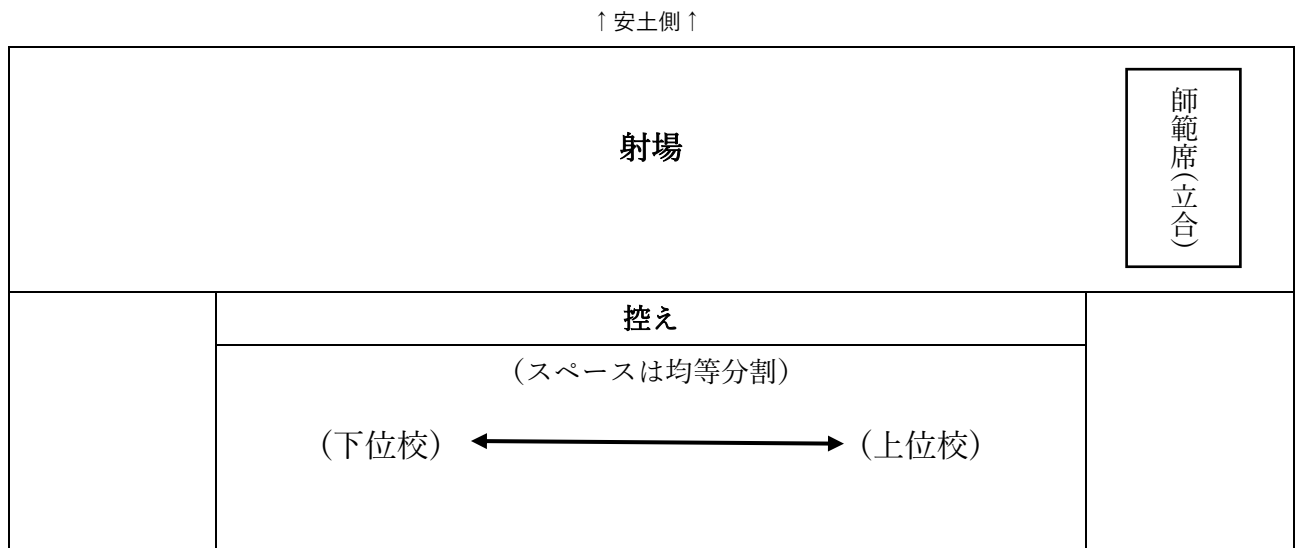 ↑安土側↑
射場
師範席(立合)
控え
（スペースは均等分割）
（下位校）
（上位校）